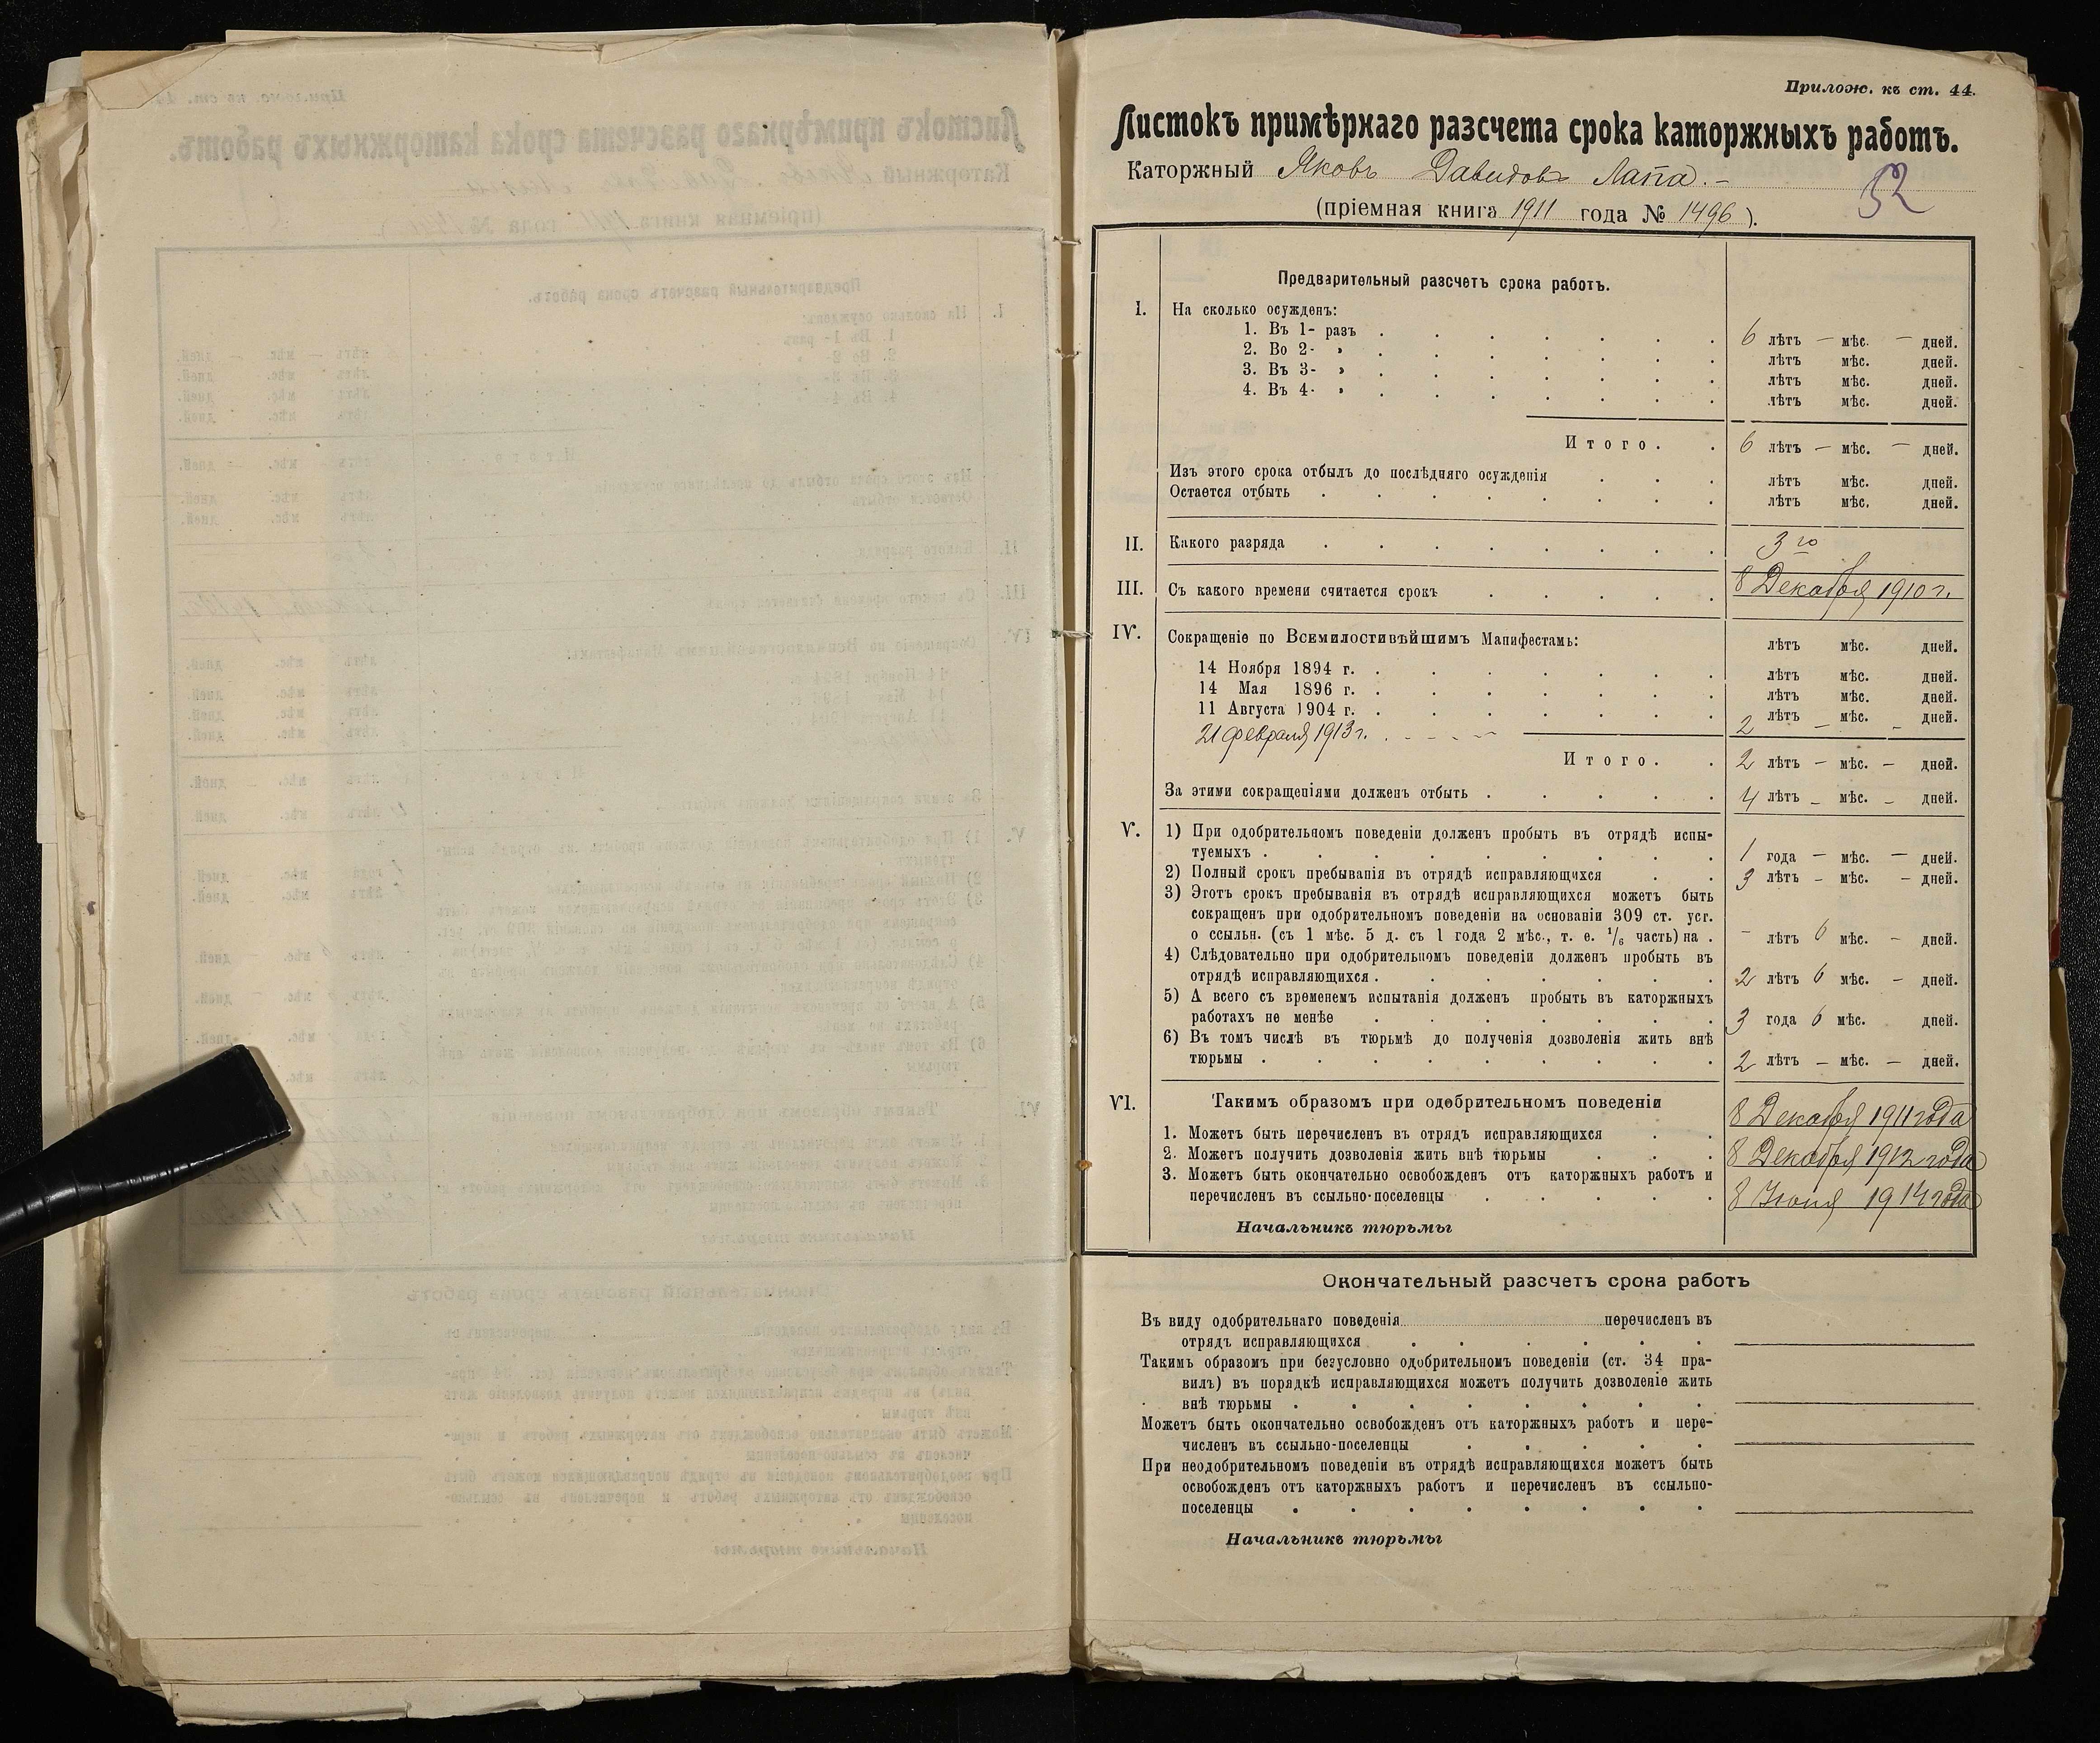 Прилож. къ ст. 44.
Листокъ примѣрнаго разсчета срока каторжныхъ работъ.
Каторжный Яковъ Давидовъ Лапа. –
52
(пріемная книга 1911 года № 1496).
Предварительный разсчетъ срока работъ.
I. На сколько осужденъ:
1. Въ 1- разъ . . . . . . . 6 лѣтъ — мѣс. — дней.
2. Во 2- » . . . . . . . лѣтъ мѣс. дней.
3. Въ 3- » . . . . . . . лѣтъ мѣс. дней.
4. Въ 4- » . . . . . . . лѣтъ мѣс. дней.
Итого. . 6 лѣтъ — мѣс. — дней.
Изъ этого срока отбылъ до послѣдняго осужденія . . . лѣтъ мѣс. дней.
Остается отбыть . . . . . . . . лѣтъ мѣс. дней.
II. Какого разряда . . . . . . . . 3го
III. Съ какого времени считается срокъ . . . . . 8 Декабря 1910 г.
IV. Сокращеніе по Всемилостивѣйшимъ Манифестамъ: лѣтъ мѣс. дней.
14 Ноября 1894 г. . . . . . . . лѣтъ мѣс. дней.
14 Мая 1896 г. . . . . . . . лѣтъ мѣс. дней.
11 Августа 1904 г. . . . . . . . лѣтъ мѣс. дней.
21 февраля 1913 г. . - - - - 2 – -
Итого. . 2 лѣтъ — мѣс. — дней.
За этими сокращеніями долженъ отбыть . . . . . 4 лѣтъ – мѣс. – дней.
V. 1) При одобрительномъ поведеніи долженъ пробыть въ отрядѣ испы-
туемыхъ . . . . . . . . . 1 года — мѣс. — дней.
2) Полный срокъ пребыванія въ отрядѣ исправляющихся . . 3 лѣтъ – мѣс. – дней.
3) Этотъ срокъ пребыванія въ отрядѣ исправляющихся можетъ быть
сокращенъ при одобрительномъ поведеніи на основаніи 309 ст. уст.
о ссыльн. (съ 1 мѣс. 5 д. съ 1 года 2 мѣс., т. е. 1/6 часть) на . – лѣтъ 6 мѣс. – дней.
4) Слѣдовательно при одобрительномъ поведеніи долженъ пробыть въ
отрядѣ исправляющихся . . . . . . . 2 лѣтъ 6 мѣс. – дней.
5) А всего съ временемъ испытанія долженъ пробыть въ каторжныхъ
работахъ не менѣе . . . . . . . 3 года 6 мѣс. дней.
6) Въ томъ числѣ въ тюрьмѣ до полученія дозволенія жить внѣ
тюрьмы . . . . . . . . . 2 лѣтъ – мѣс. – дней.
VI. Такимъ образомъ при одобрительномъ поведеніи
1. Можетъ быть перечисленъ въ отрядъ исправляющихся . . 8 Декабря 1911 года
2. Можетъ получить дозволенія жить внѣ тюрьмы . . . 8 Декабря 1912 года
3. Можетъ быть окончательно освобожденъ отъ каторжныхъ работъ и
перечисленъ въ ссыльно-поселенцы . . . . . 8 Іюня 1914 года
Начальникъ тюрьмы
Окончательный разсчетъ срока работъ
Въ виду одобрительнаго поведенія перечисленъ въ
отрядъ исправляющихся . . . . . .
Такимъ образомъ при безусловно одобрительномъ поведеніи (ст. 34 пра-
вилъ) въ порядкѣ исправляющихся можетъ получить дозволеніе жить
внѣ тюрьмы . . . . . . . .
Можетъ быть окончательно освобожденъ отъ каторжныхъ работъ и пере-
численъ въ ссыльно-поселенцы . . . . .
При неодобрительномъ поведеніи въ отрядѣ исправляющихся можетъ быть
освобожденъ отъ каторжныхъ работъ и перечисленъ въ ссыльно-
поселенцы . . . . . . . .
Начальникъ тюрьмы